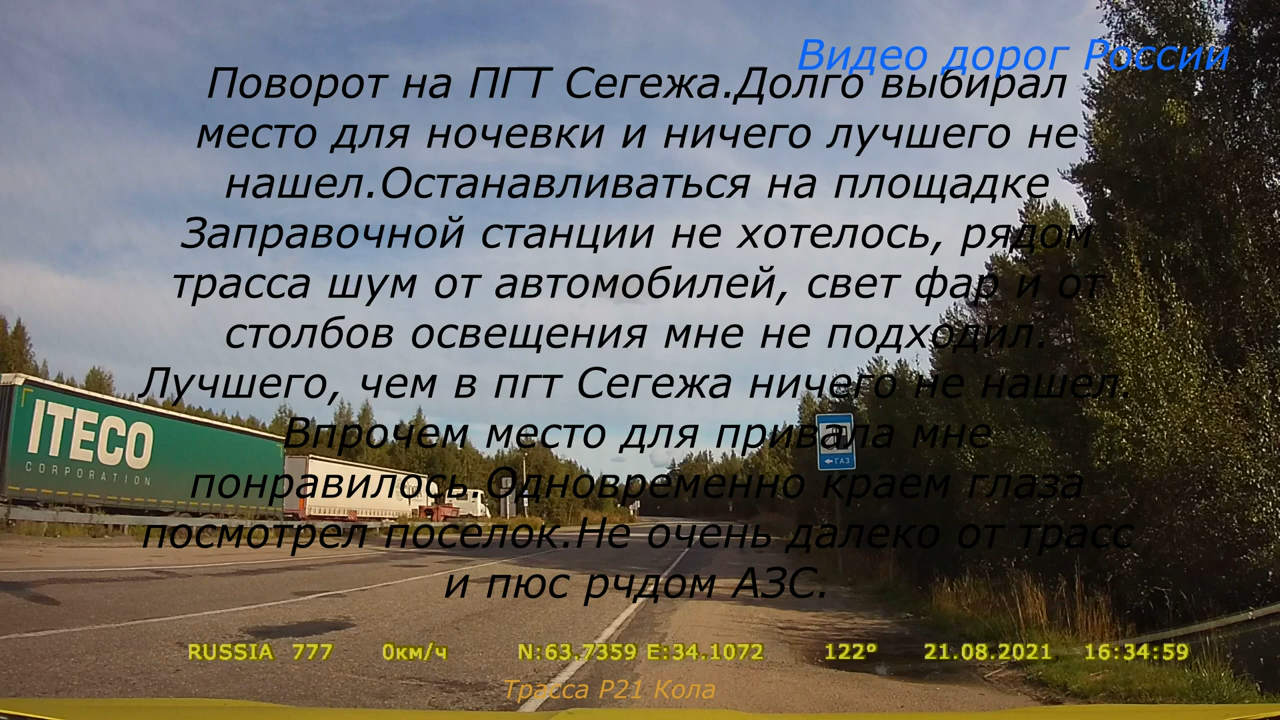 Видео дорог России
Поворот на ПГТ Сегежа.Долго выбирал
место для ночевки и ничего лучшего не
нашел.Останавливаться на площадке
Заправочной станции не хотелось, рядом
трасса шум от автомобилей, свет фар и от
столбов освещения мне не подходил.
Лучшего, чем в пгт Сегежа ничего не нашел.
Впрочем место для привала мне
понравилось.Одновременно краем глаза
посмотрел поселок.Не очень далеко от трасс
и пюс рчдом АЗС.
ITECO
CORPORATION
ГАЗ
RUSSIA 777 0км/ч N:63.7359 E:34.1072 122° 21.08.2021 16:34:59
Трасса Р21 Кола